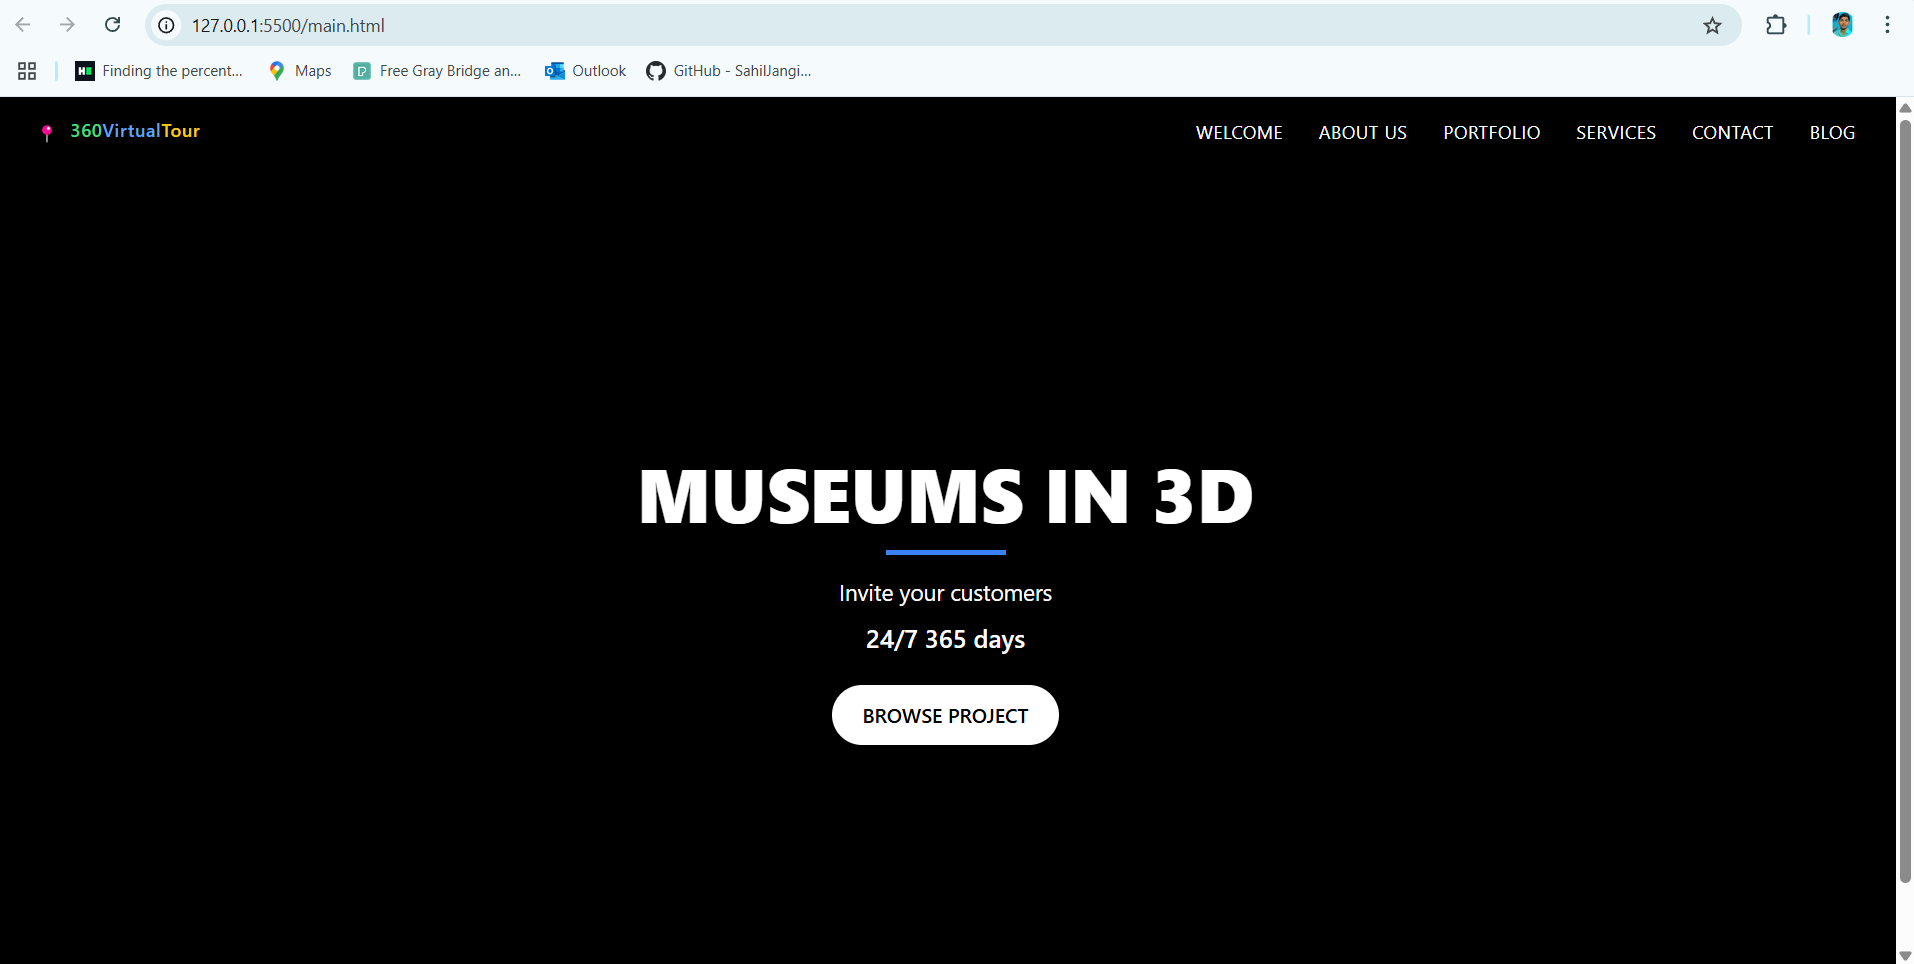 127.0.0.1:5500/main.html
Finding the percent... Maps Free Gray Bridge an... Outlook GitHub - SahilJangi...
360VirtualTour WELCOME ABOUT US PORTFOLIO SERVICES CONTACT BLOG
MUSEUMS IN 3D
Invite your customers
24/7 365 days
BROWSE PROJECT